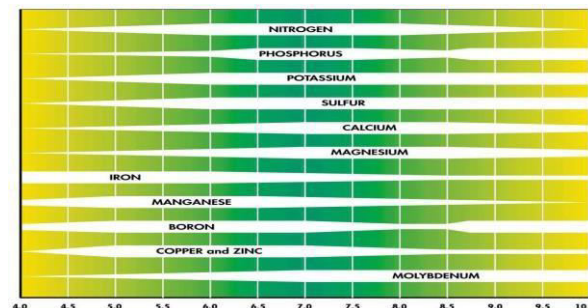 NITROGEN
PHOSPHORUS
POTASSIUM
SULFUR
CALCIUM
MAGNESIUM
IRON
MANGANESE
BORON
COPPER and ZINC
MOLYBDENUM
4.0 4.5 5.0 5.5 6.0 6.5 7.0 7.5 8.0 8.5 9.0 9.5